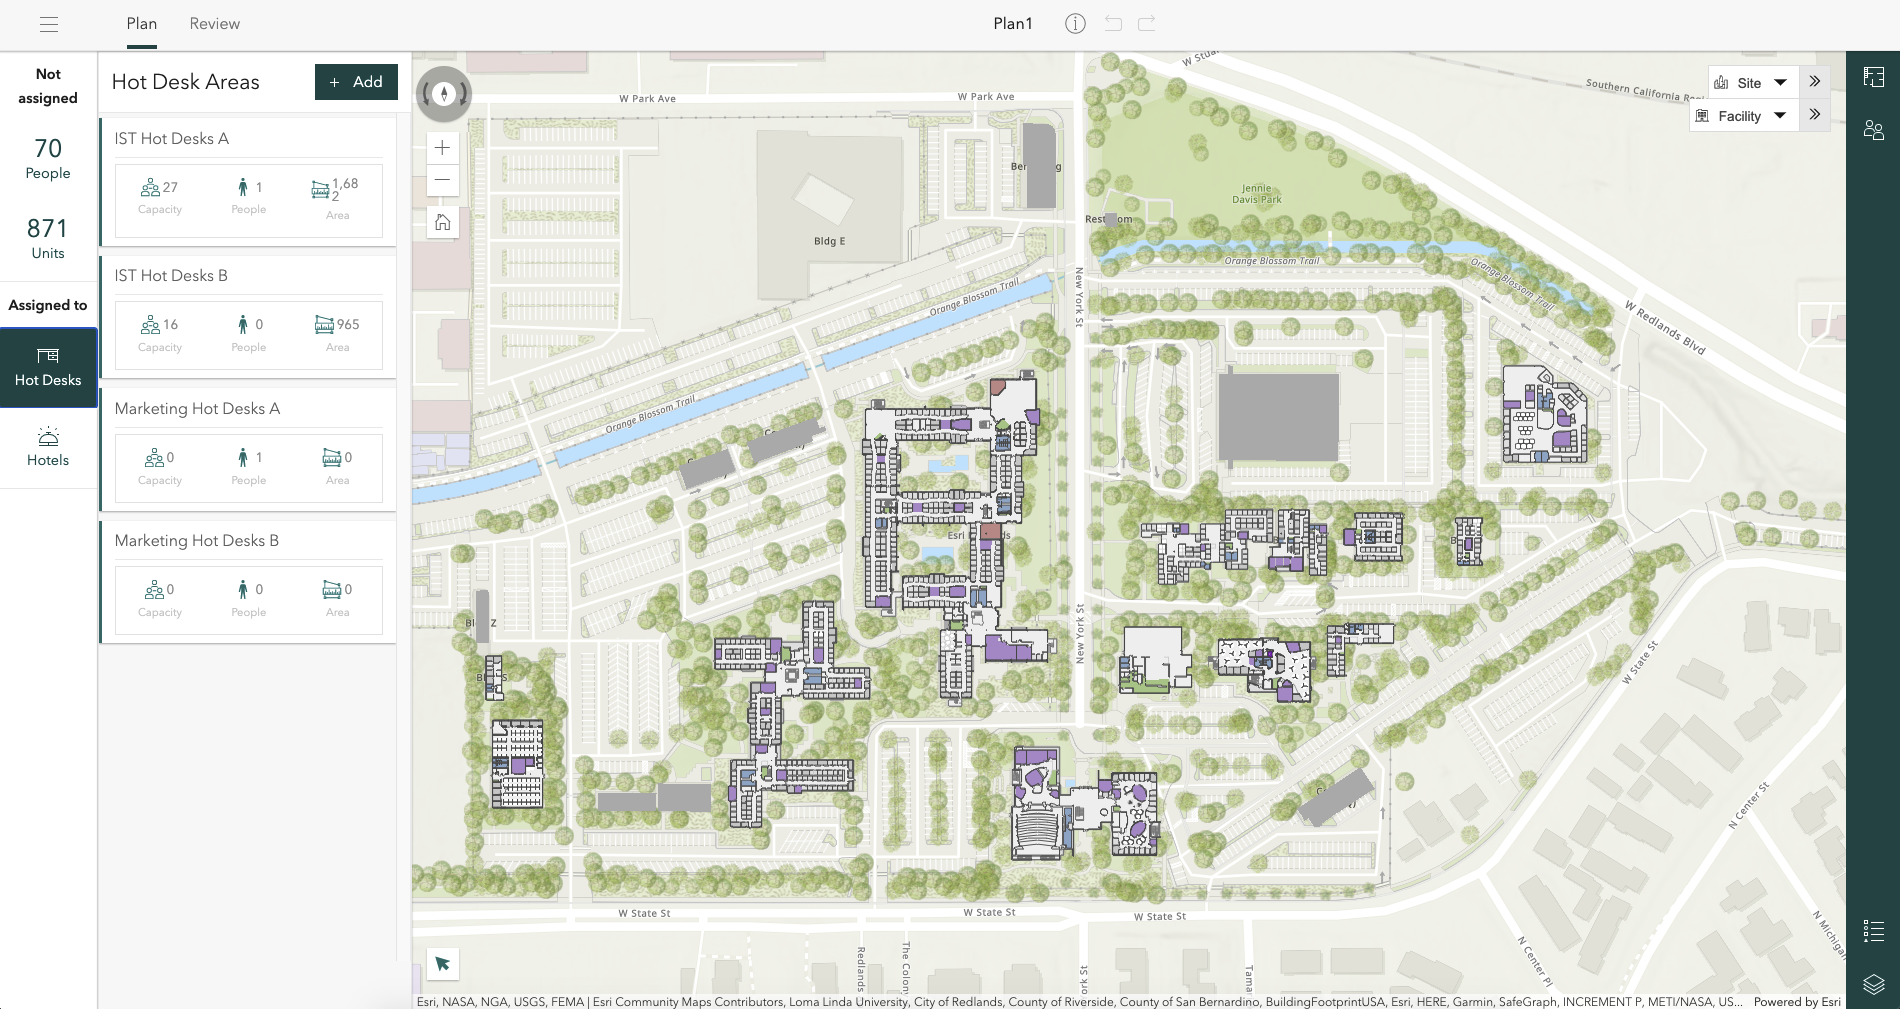 Plan
Review
Plan1
Not
assigned
70
People
871
Units
Assigned to
Hot Desks
Hotels
Hot Desk Areas
+ Add
IST Hot Desks A
27
Capacity
1
People
1,68
2
Area
IST Hot Desks B
16
Capacity
0
People
965
Area
Marketing Hot Desks A
0
Capacity
1
People
0
Area
Marketing Hot Desks B
0
Capacity
0
People
0
Area
Site
Facility
W Park Ave
W Park Ave
Southern California
Jennie
Davis Park
Bldg E
Orange Blossom Trail
Orange Blossom Trail
Orange Blossom Trail
Orange Blossom Trail
New York St
New York St
W Redlands Blvd
W State St
W State St
W State St
W State St
N Center St
N Center Pl
Redlands
The Colony
Esri, NASA, NGA, USGS, FEMA | Esri Community Maps Contributors, Loma Linda University, City of Redlands, County of Riverside, County of San Bernardino, BuildingFootprintUSA, Esri, HERE, Garmin, SafeGraph, INCREMENT P, METI/NASA, US...
Powered by Esri